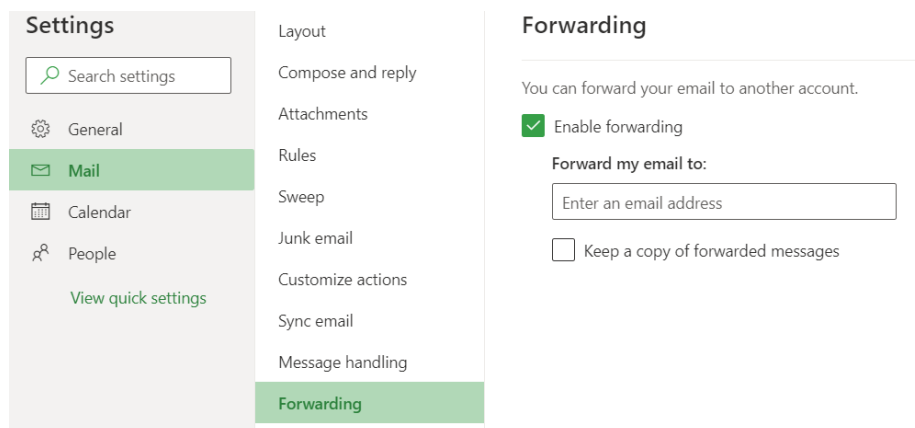 Settings
Search settings
General
Mail
Calendar
People
View quick settings
Layout
Compose and reply
Attachments
Rules
Sweep
Junk email
Customize actions
Sync email
Message handling
Forwarding
Forwarding
You can forward your email to another account.
Enable forwarding
Forward my email to:
Enter an email address
Keep a copy of forwarded messages